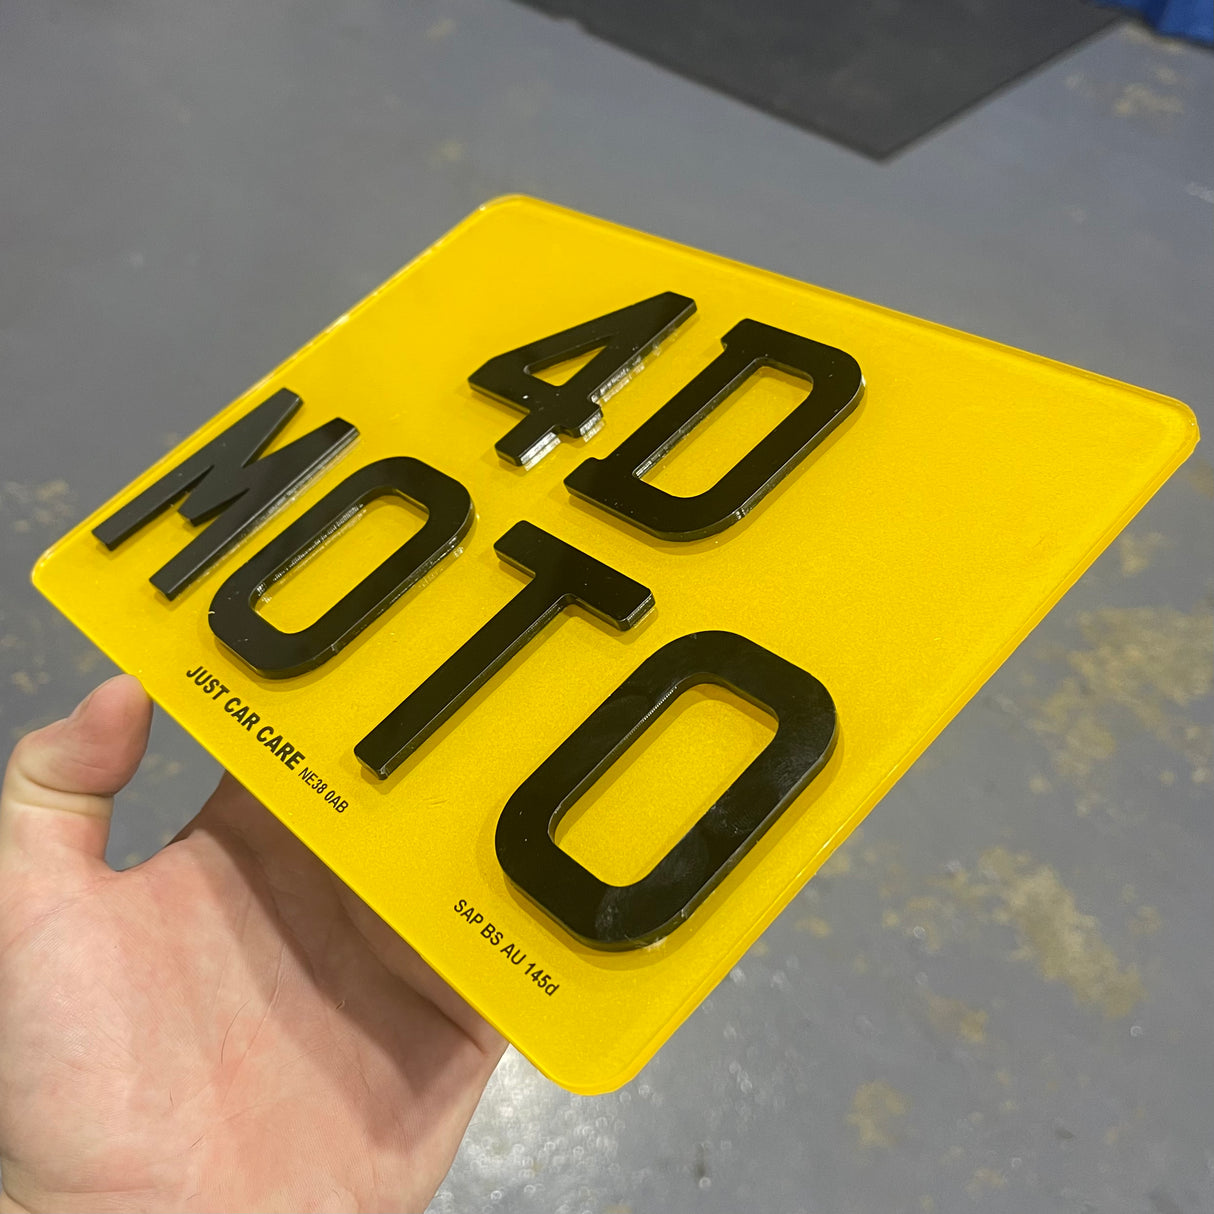 4D
MOTO
JUST CAR CARE NE38 0AB
SAP BS AU 145d